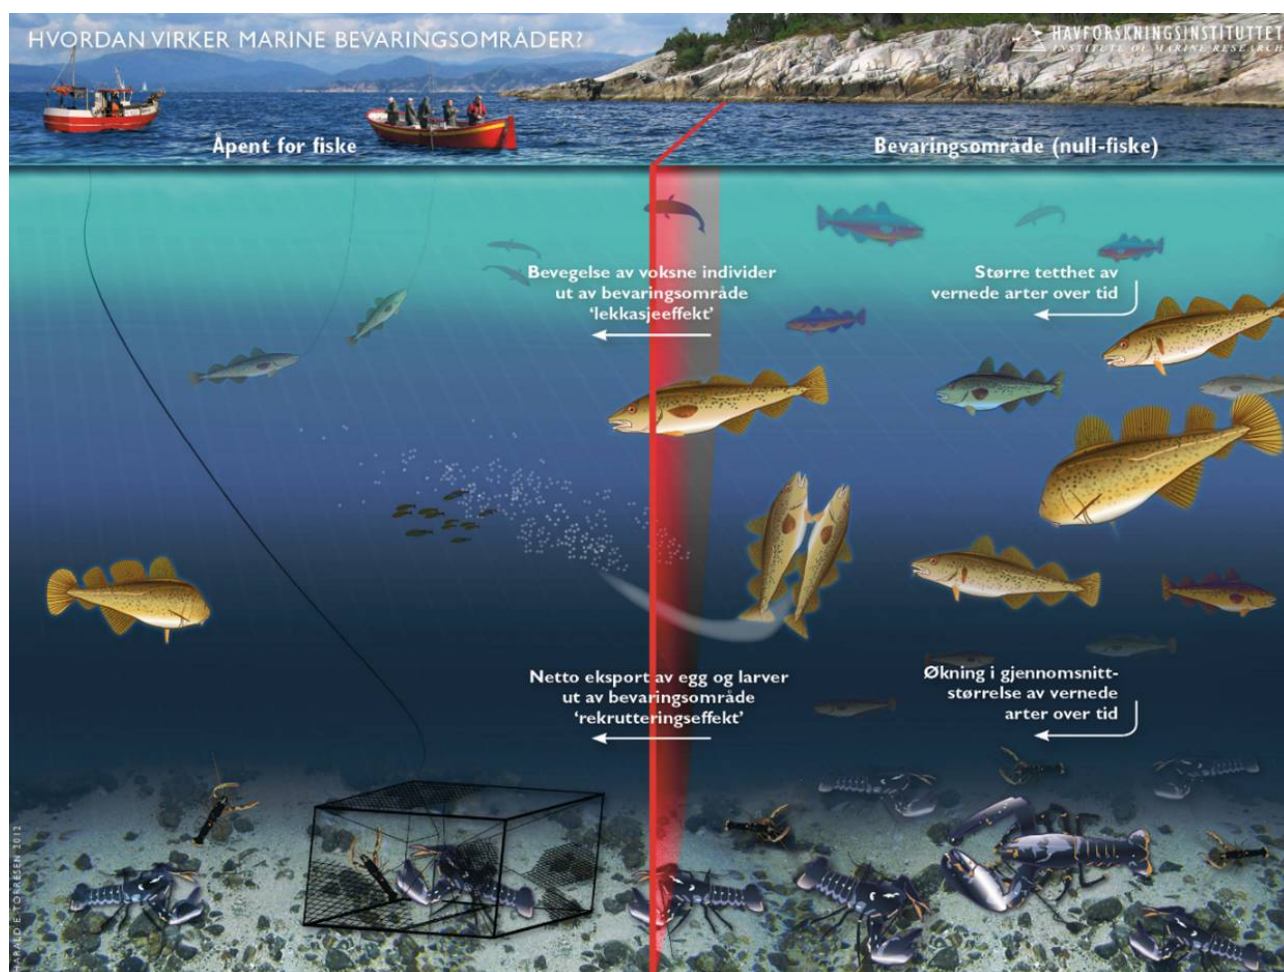 HVORDAN VIRKER MARINE BEVARINGSOMRÅDER?
HAVFORSKNINGSINSTITUTTET
INSTITUTE OF MARINE RESEARCH
Åpent for fiske
Bevaringsområde (null-fiske)
Bevegelse av voksne individer
ut av bevaringsområde
‘lekkasjeeffekt’
Større tetthet av
vernede arter over tid
Netto eksport av egg og larver
ut av bevaringsområde
‘rekrutteringseffekt’
Økning i gjennomsnitt-
størrelse av vernede
arter over tid
HARALD E. TØRRESEN 2012